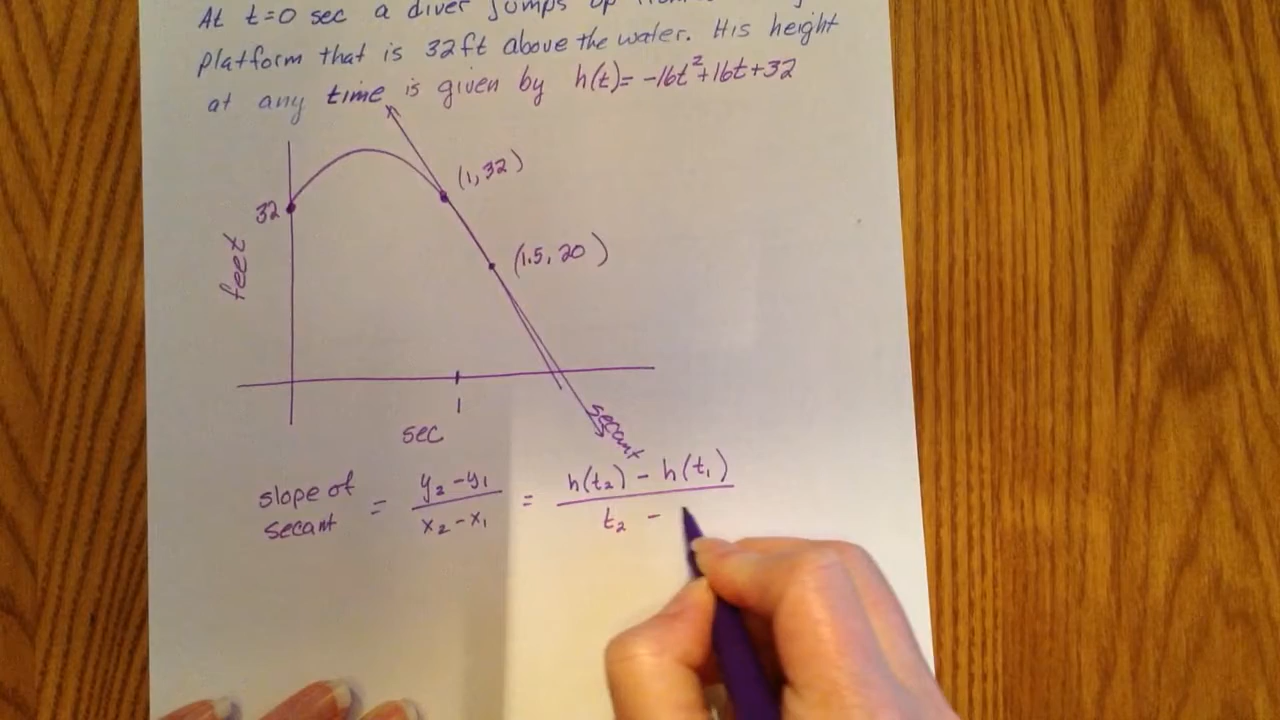 At t=0 sec a diver jumps up
platform that is 32ft above the water. His height
at any time is given by h(t)= -16t²+16t+32
(1, 32)
32
(1.5, 20)
feet
1
sec
secant
slope of secant = y₂ - y₁ / x₂ - x₁ = h(t₂) - h(t₁) / t₂ -